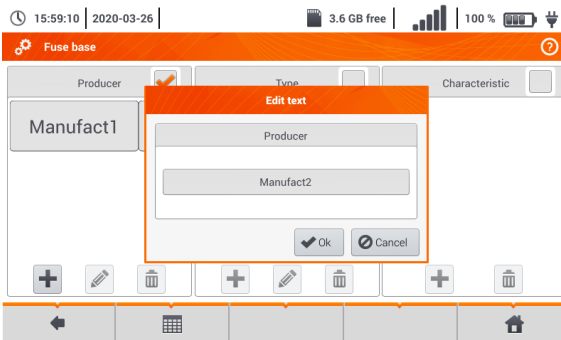 15:59:10 2020-03-26 3.6 GB free 100 %
Fuse base ?
Producer Type Characteristic
Edit text
Manufact1
Producer
Manufact2
Ok Cancel